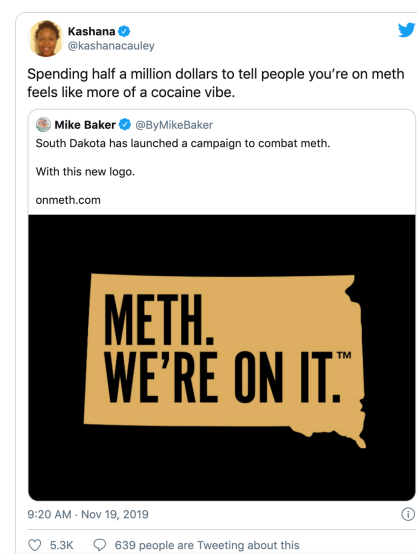 Kashana
@kashanacauley
Spending half a million dollars to tell people you’re on meth
feels like more of a cocaine vibe.
Mike Baker @ByMikeBaker
South Dakota has launched a campaign to combat meth.
With this new logo.
onmeth.com
METH.
WE’RE ON IT.™
9:20 AM · Nov 19, 2019
5.3K 639 people are Tweeting about this